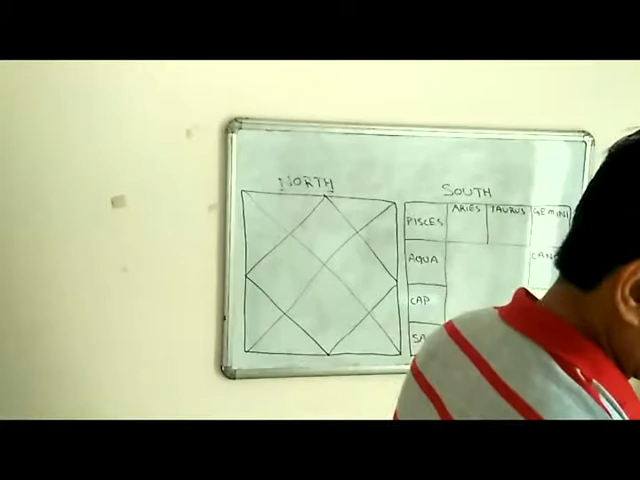 NORTH
SOUTH
PISCES ARIES TAURUS GEMINI
AQUA
CAP